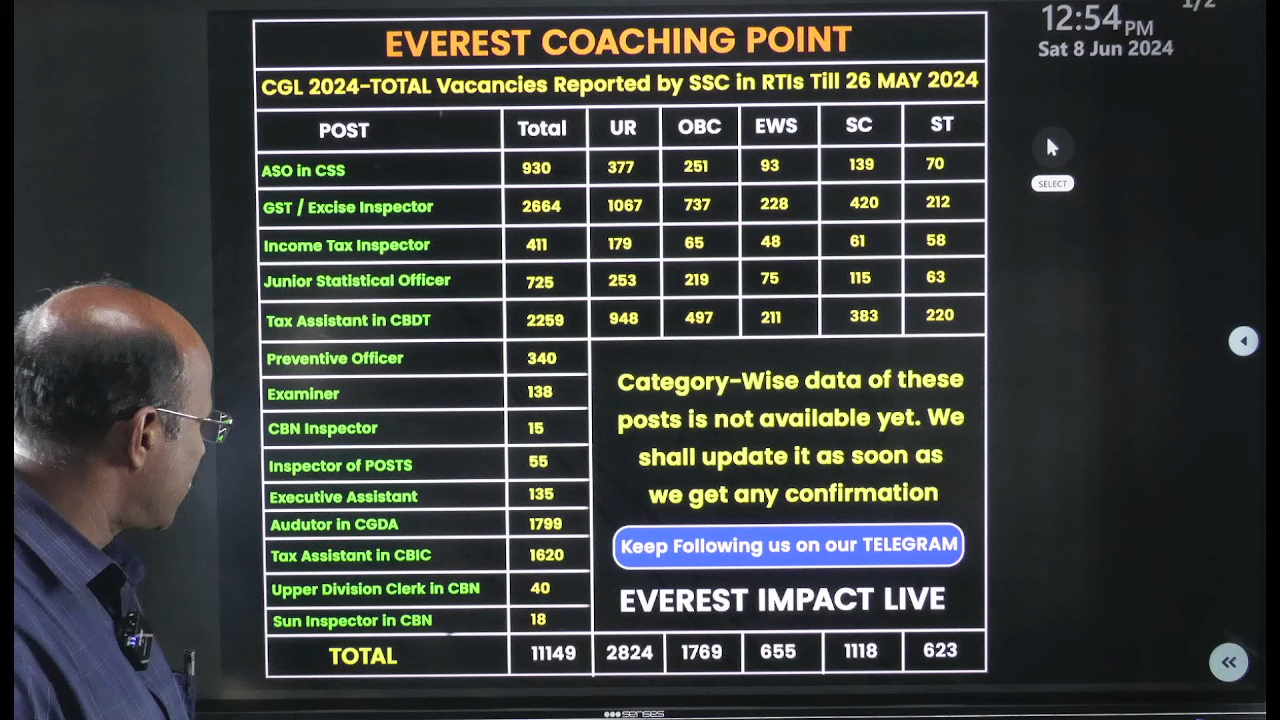 1/2
12:54 PM
Sat 8 Jun 2024
EVEREST COACHING POINT
CGL 2024-TOTAL Vacancies Reported by SSC in RTIs Till 26 MAY 2024
POST Total UR OBC EWS SC ST
ASO in CSS 930 377 251 93 139 70
GST / Excise Inspector 2664 1067 737 228 420 212
Income Tax Inspector 411 179 65 48 61 58
Junior Statistical Officer 725 253 219 75 115 63
Tax Assistant in CBDT 2259 948 497 211 383 220
Preventive Officer 340
Examiner 138
CBN Inspector 15
Inspector of POSTS 55
Executive Assistant 135
Audutor in CGDA 1799
Tax Assistant in CBIC 1620
Upper Division Clerk in CBN 40
Sun Inspector in CBN 18
Category-Wise data of these
posts is not available yet. We
shall update it as soon as
we get any confirmation
Keep Following us on our TELEGRAM
EVEREST IMPACT LIVE
TOTAL 11149 2824 1769 655 1118 623
SELECT
senses